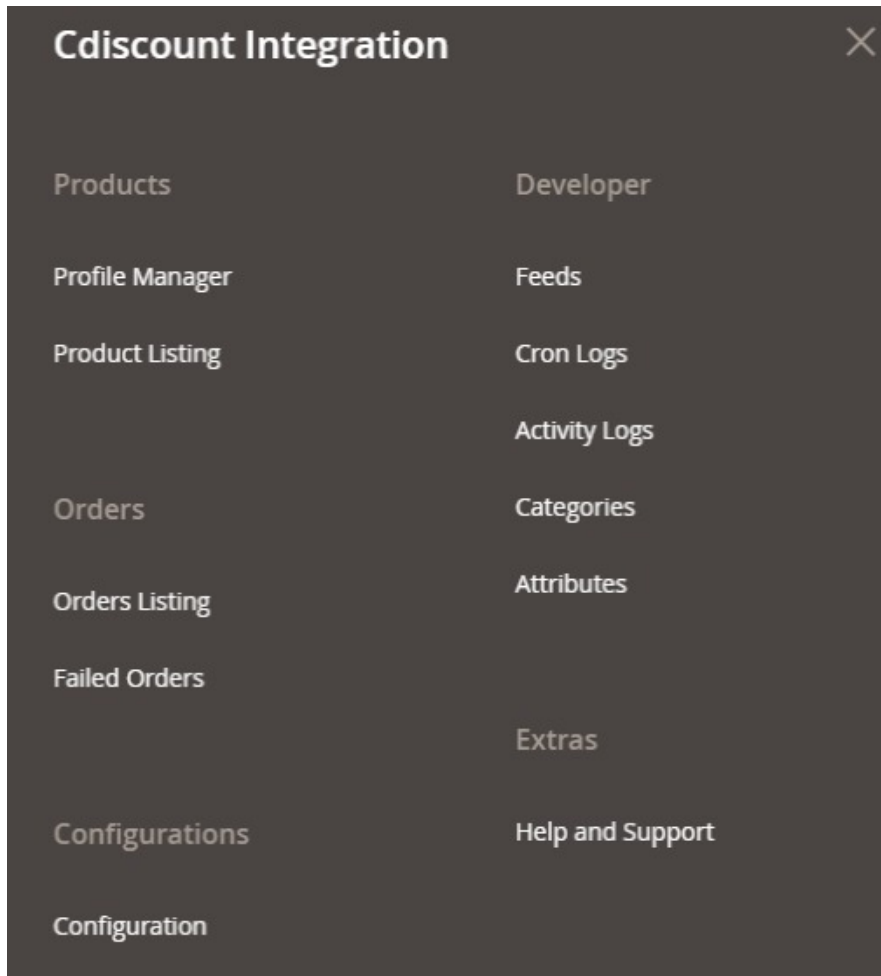 Cdiscount Integration
Products
Profile Manager
Product Listing
Orders
Orders Listing
Failed Orders
Configurations
Configuration
Developer
Feeds
Cron Logs
Activity Logs
Categories
Attributes
Extras
Help and Support